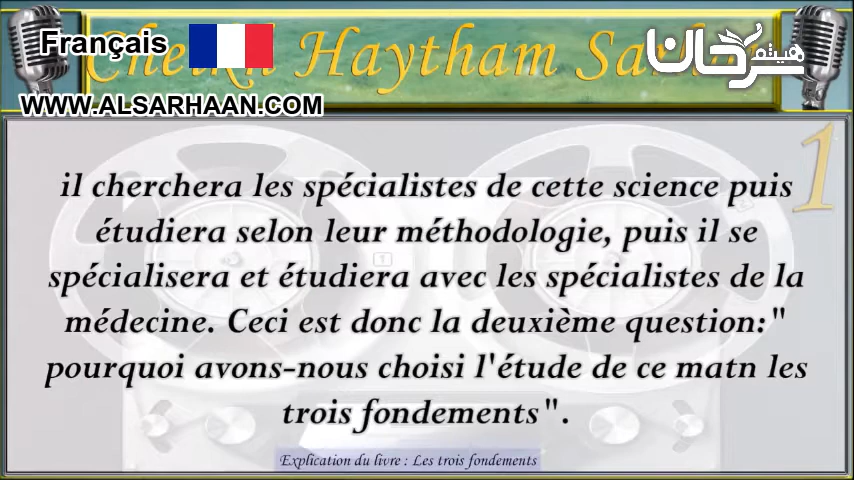 Français
Cheikh Haytham Sarhan
هيثم سرحان
WWW.ALSARHAAN.COM
1
il cherchera les spécialistes de cette science puis
étudiera selon leur méthodologie, puis il se
spécialisera et étudiera avec les spécialistes de la
médecine. Ceci est donc la deuxième question:"
pourquoi avons-nous choisi l'étude de ce matn les
trois fondements".
Explication du livre : Les trois fondements